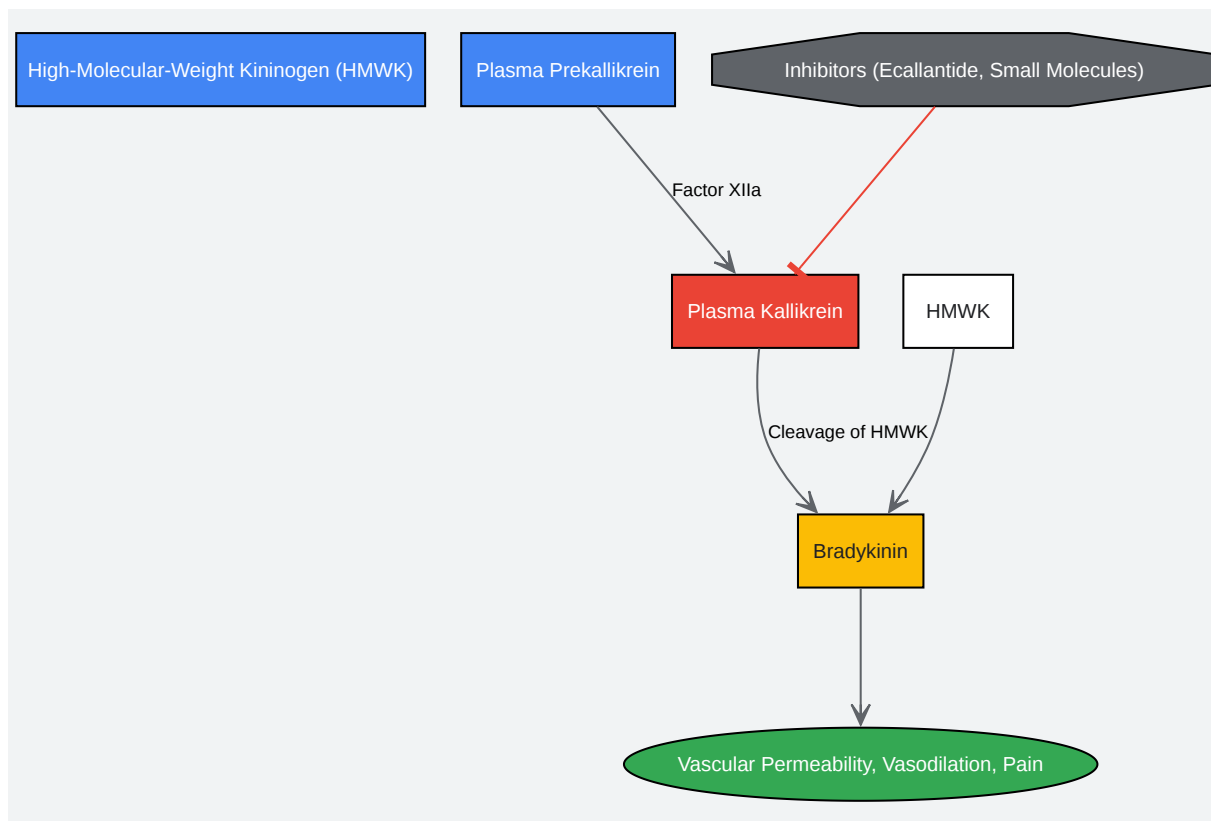 High-Molecular-Weight Kininogen (HMWK)
Plasma Prekallikrein
Inhibitors (Ecallantide, Small Molecules)
Factor XIIa
Plasma Kallikrein
HMWK
Cleavage of HMWK
Bradykinin
Vascular Permeability, Vasodilation, Pain